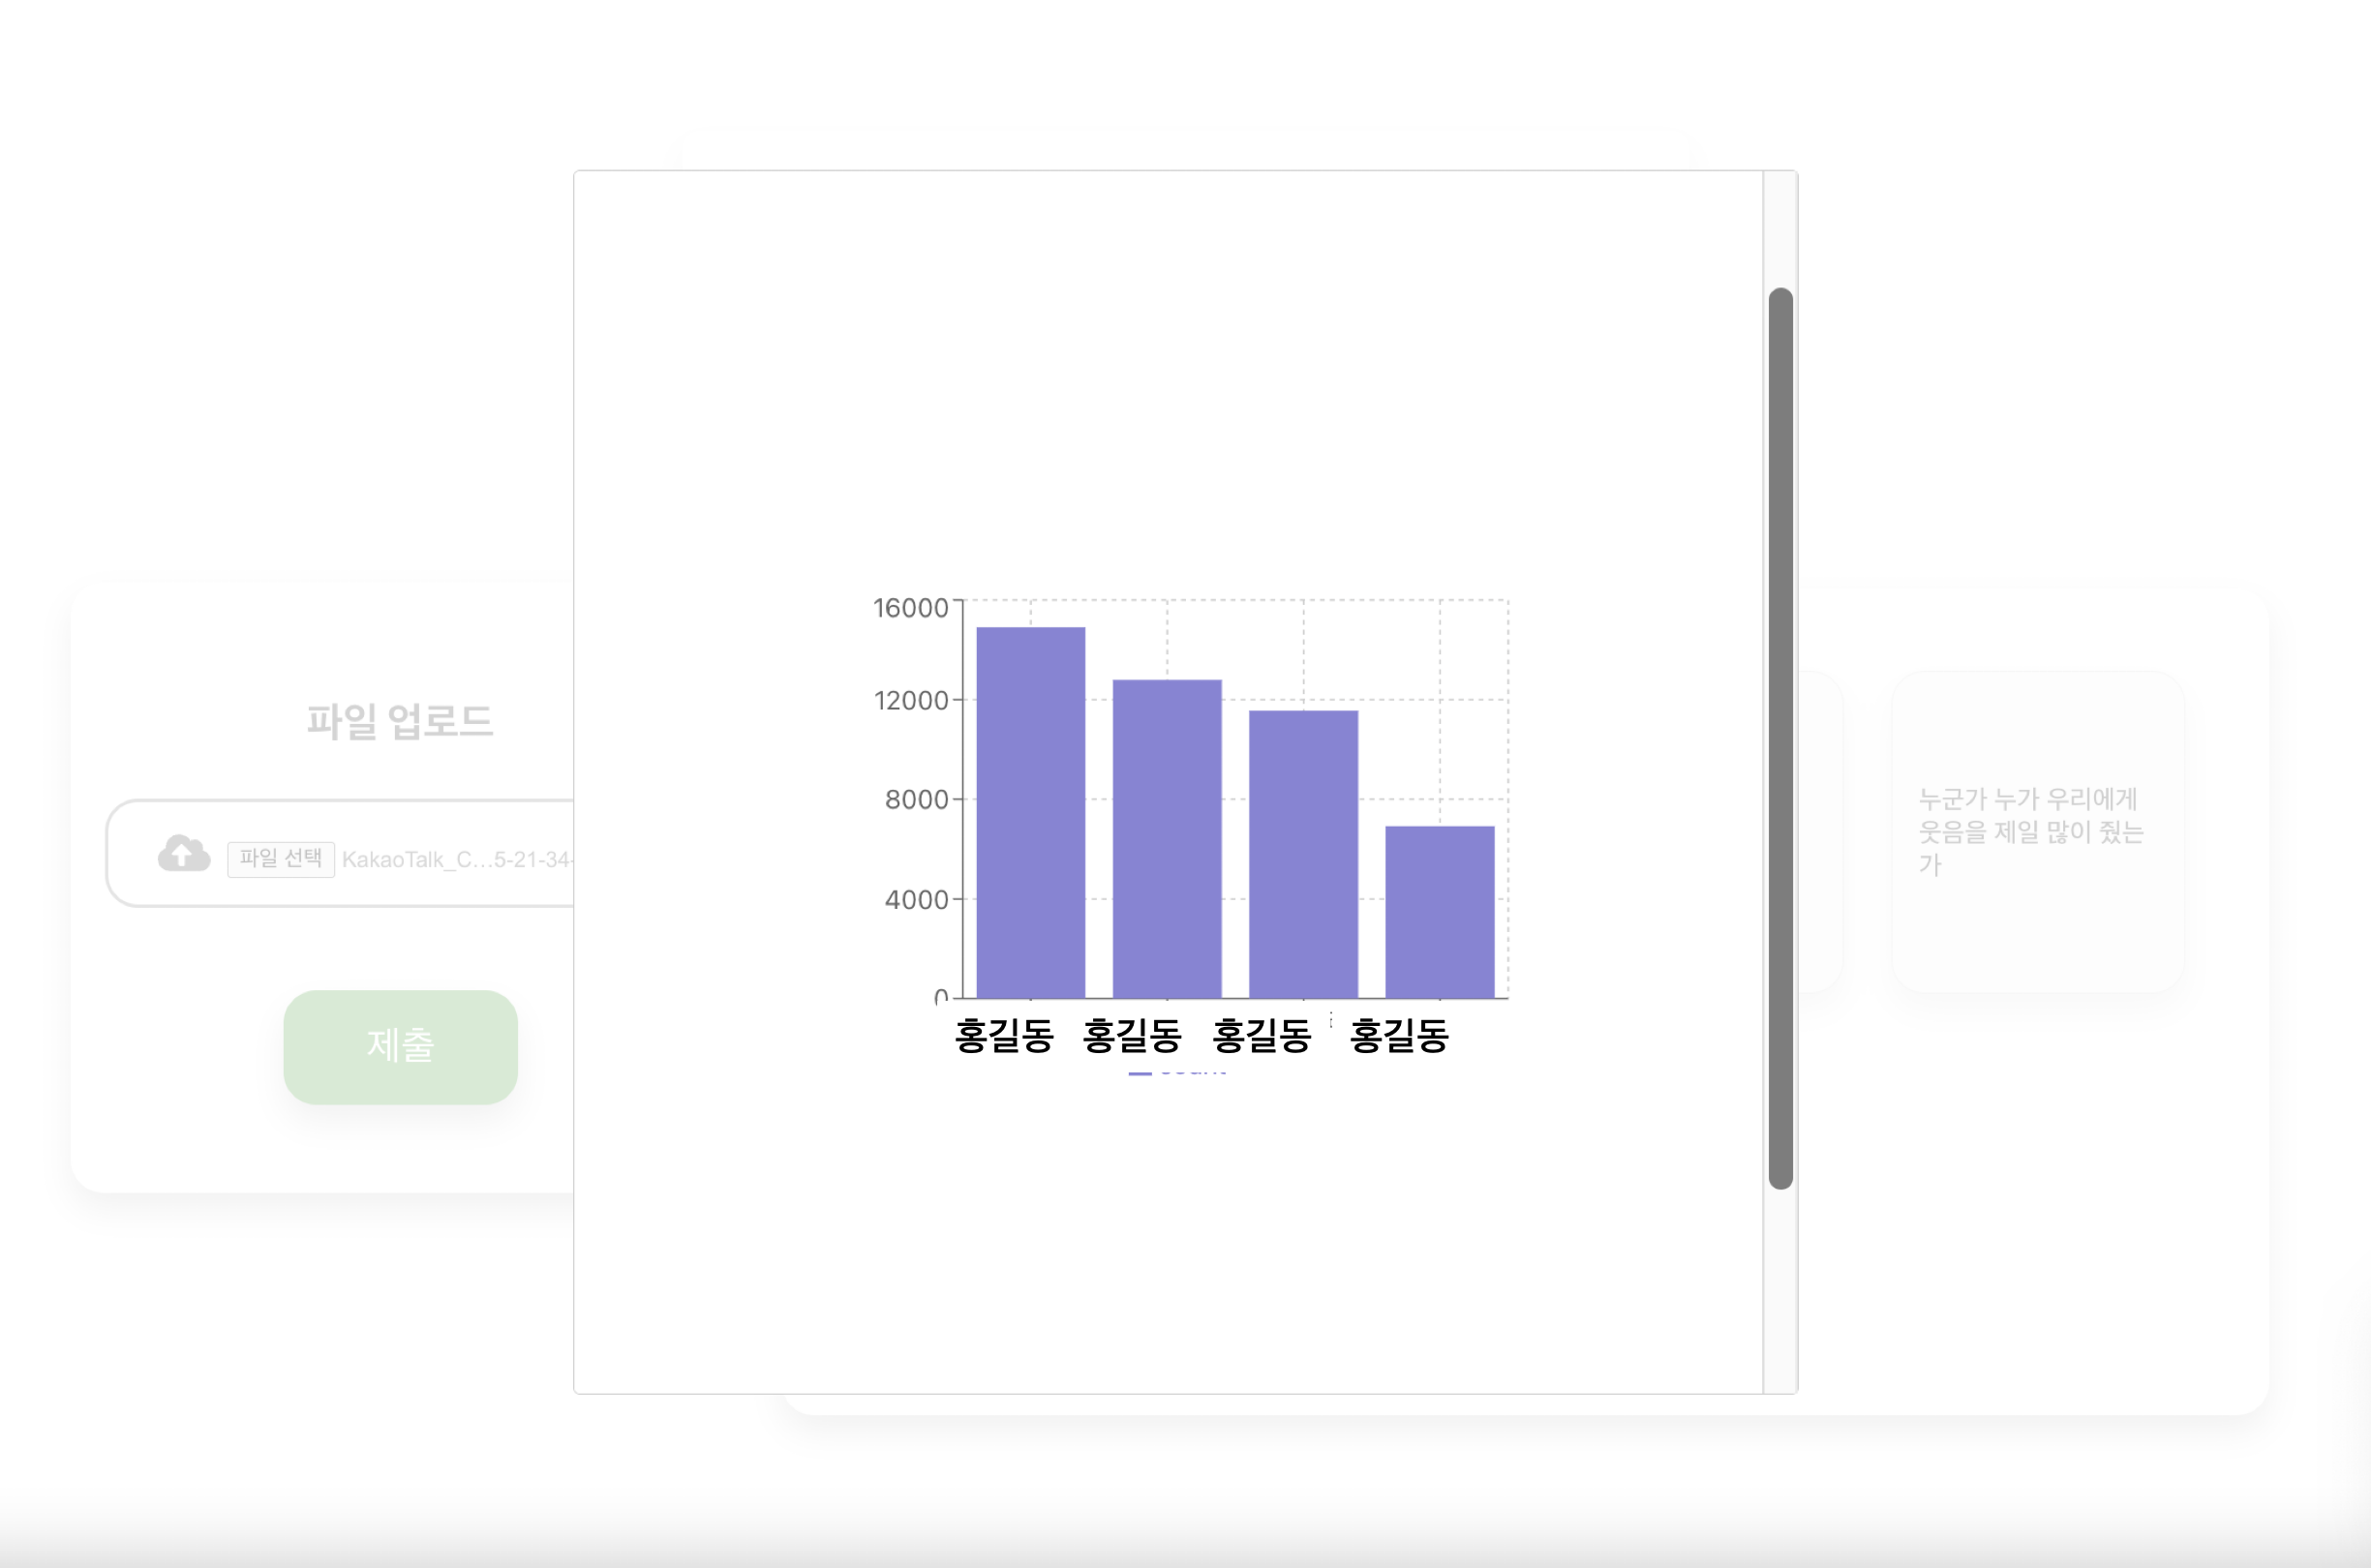 파일 업로드
파일 선택 KakaoTalk_C...5-21-34-
제출
16000
12000
8000
4000
0
홍길동 홍길동 홍길동 홍길동
누군가 누가 우리에게
웃음을 제일 많이 줬는
가